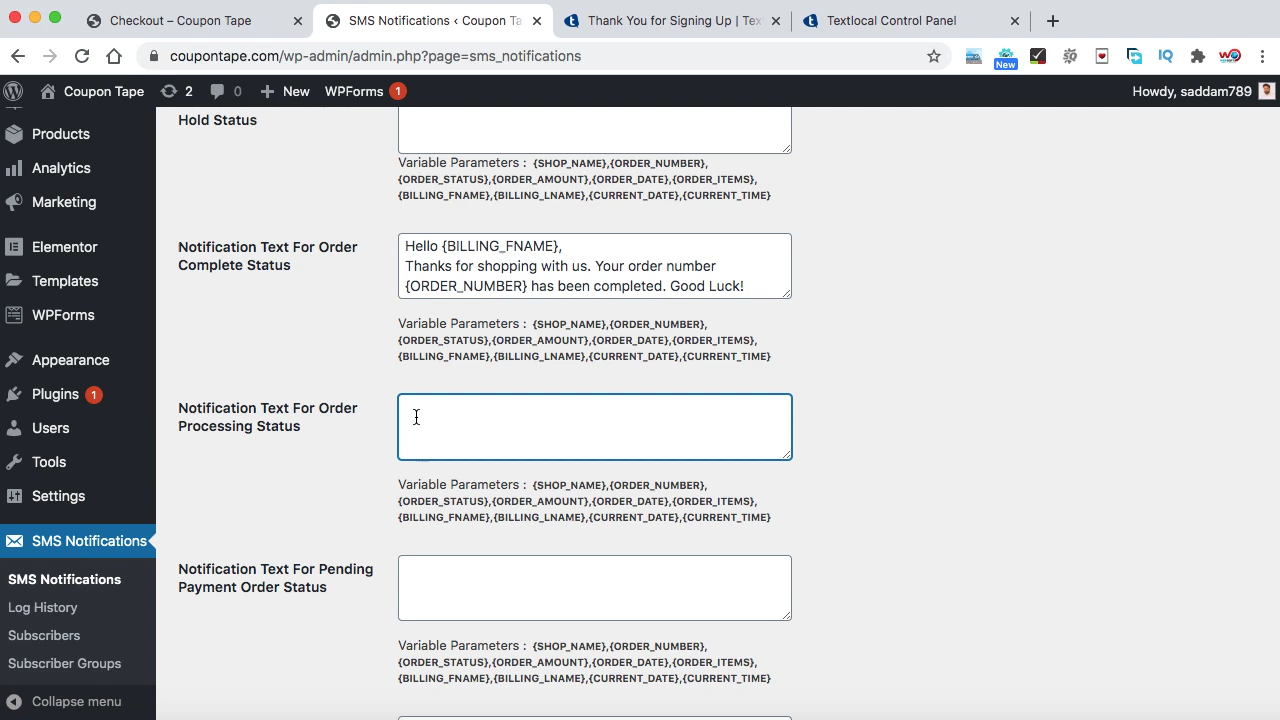 Checkout – Coupon Tape
SMS Notifications ‹ Coupon Ta
Thank You for Signing Up | Tex
Textlocal Control Panel
coupontape.com/wp-admin/admin.php?page=sms_notifications
New
Coupon Tape
2
0
New
WPForms 1
Howdy, saddam789
Products
Analytics
Marketing
Elementor
Templates
WPForms
Appearance
Plugins 1
Users
Tools
Settings
SMS Notifications
SMS Notifications
Log History
Subscribers
Subscriber Groups
Collapse menu
Hold Status
Variable Parameters : {SHOP_NAME},{ORDER_NUMBER},
{ORDER_STATUS},{ORDER_AMOUNT},{ORDER_DATE},{ORDER_ITEMS},
{BILLING_FNAME},{BILLING_LNAME},{CURRENT_DATE},{CURRENT_TIME}
Notification Text For Order
Complete Status
Hello {BILLING_FNAME},
Thanks for shopping with us. Your order number
{ORDER_NUMBER} has been completed. Good Luck!
Variable Parameters : {SHOP_NAME},{ORDER_NUMBER},
{ORDER_STATUS},{ORDER_AMOUNT},{ORDER_DATE},{ORDER_ITEMS},
{BILLING_FNAME},{BILLING_LNAME},{CURRENT_DATE},{CURRENT_TIME}
Notification Text For Order
Processing Status
Variable Parameters : {SHOP_NAME},{ORDER_NUMBER},
{ORDER_STATUS},{ORDER_AMOUNT},{ORDER_DATE},{ORDER_ITEMS},
{BILLING_FNAME},{BILLING_LNAME},{CURRENT_DATE},{CURRENT_TIME}
Notification Text For Pending
Payment Order Status
Variable Parameters : {SHOP_NAME},{ORDER_NUMBER},
{ORDER_STATUS},{ORDER_AMOUNT},{ORDER_DATE},{ORDER_ITEMS},
{BILLING_FNAME},{BILLING_LNAME},{CURRENT_DATE},{CURRENT_TIME}